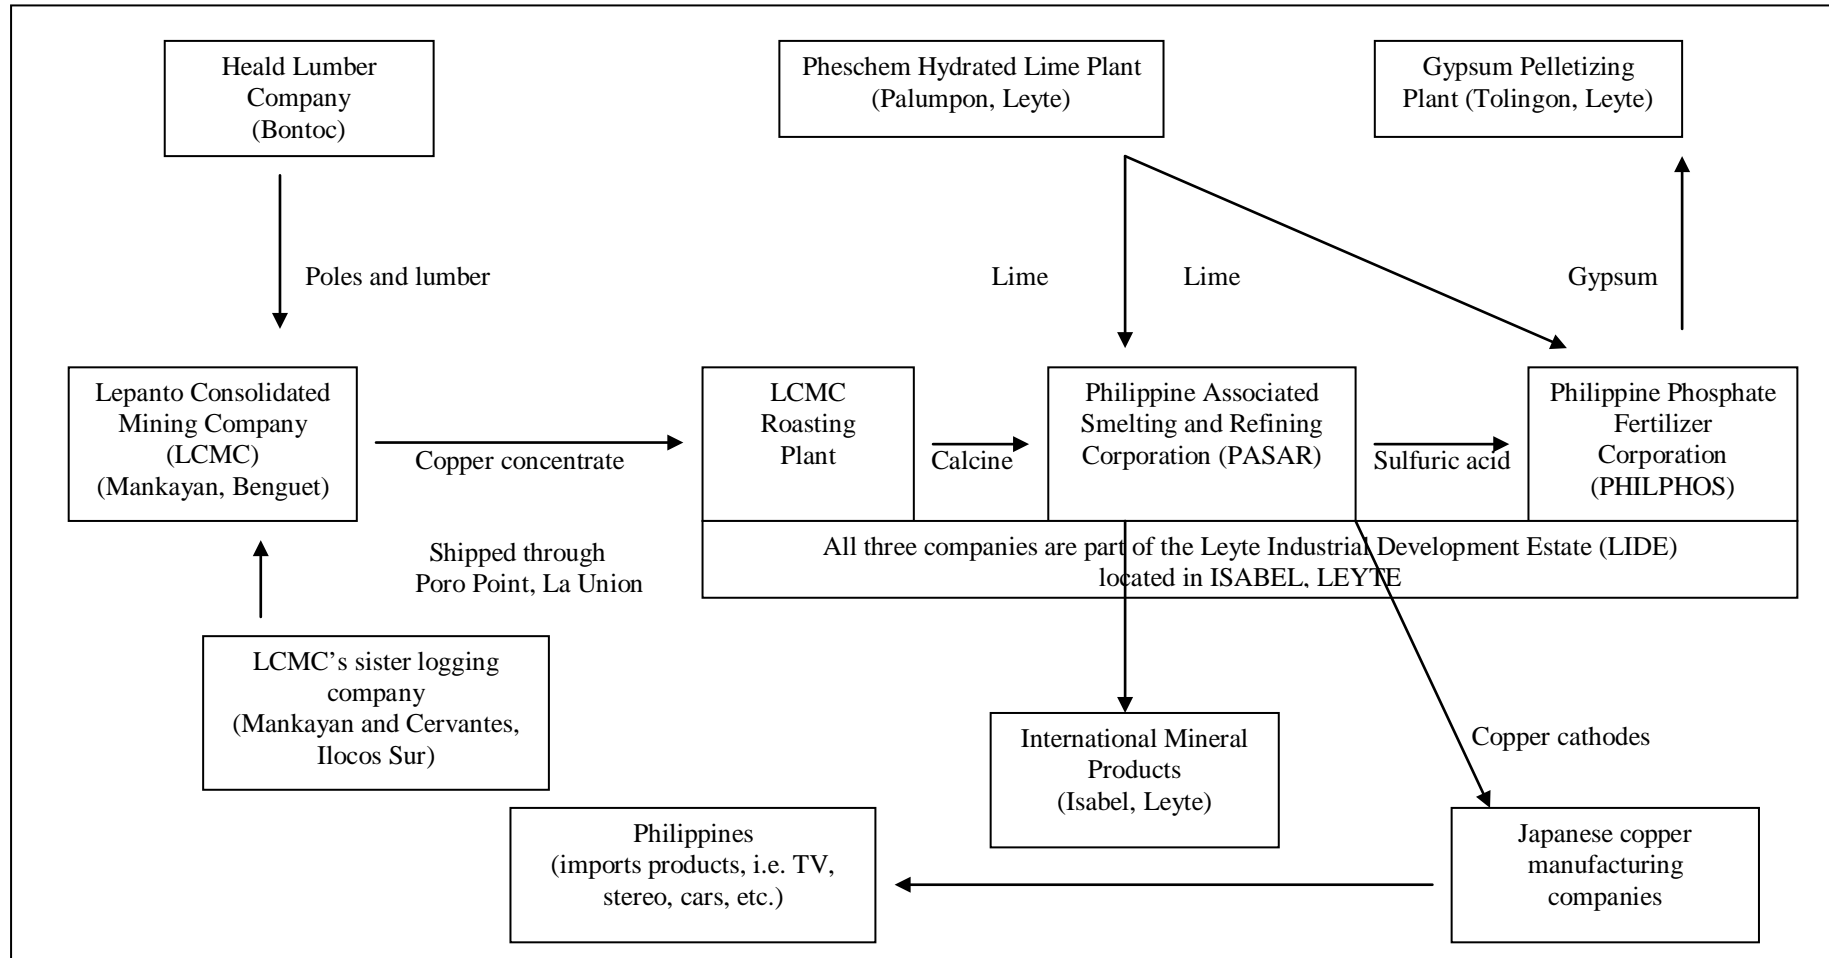 Heald Lumber
Company
(Bontoc)
Pheschem Hydrated Lime Plant
(Palumpon, Leyte)
Gypsum Pelletizing
Plant (Tolingon, Leyte)
Poles and lumber
Lime
Lime
Gypsum
Lepanto Consolidated
Mining Company
(LCMC)
(Mankayan, Benguet)
Copper concentrate
LCMC
Roasting
Plant
Calcine
Philippine Associated
Smelting and Refining
Corporation (PASAR)
Sulfuric acid
Philippine Phosphate
Fertilizer
Corporation
(PHILPHOS)
Shipped through
Poro Point, La Union
All three companies are part of the Leyte Industrial Development Estate (LIDE)
located in ISABEL, LEYTE
LCMC’s sister logging
company
(Mankayan and Cervantes,
Ilocos Sur)
International Mineral
Products
(Isabel, Leyte)
Copper cathodes
Philippines
(imports products, i.e. TV,
stereo, cars, etc.)
Japanese copper
manufacturing
companies